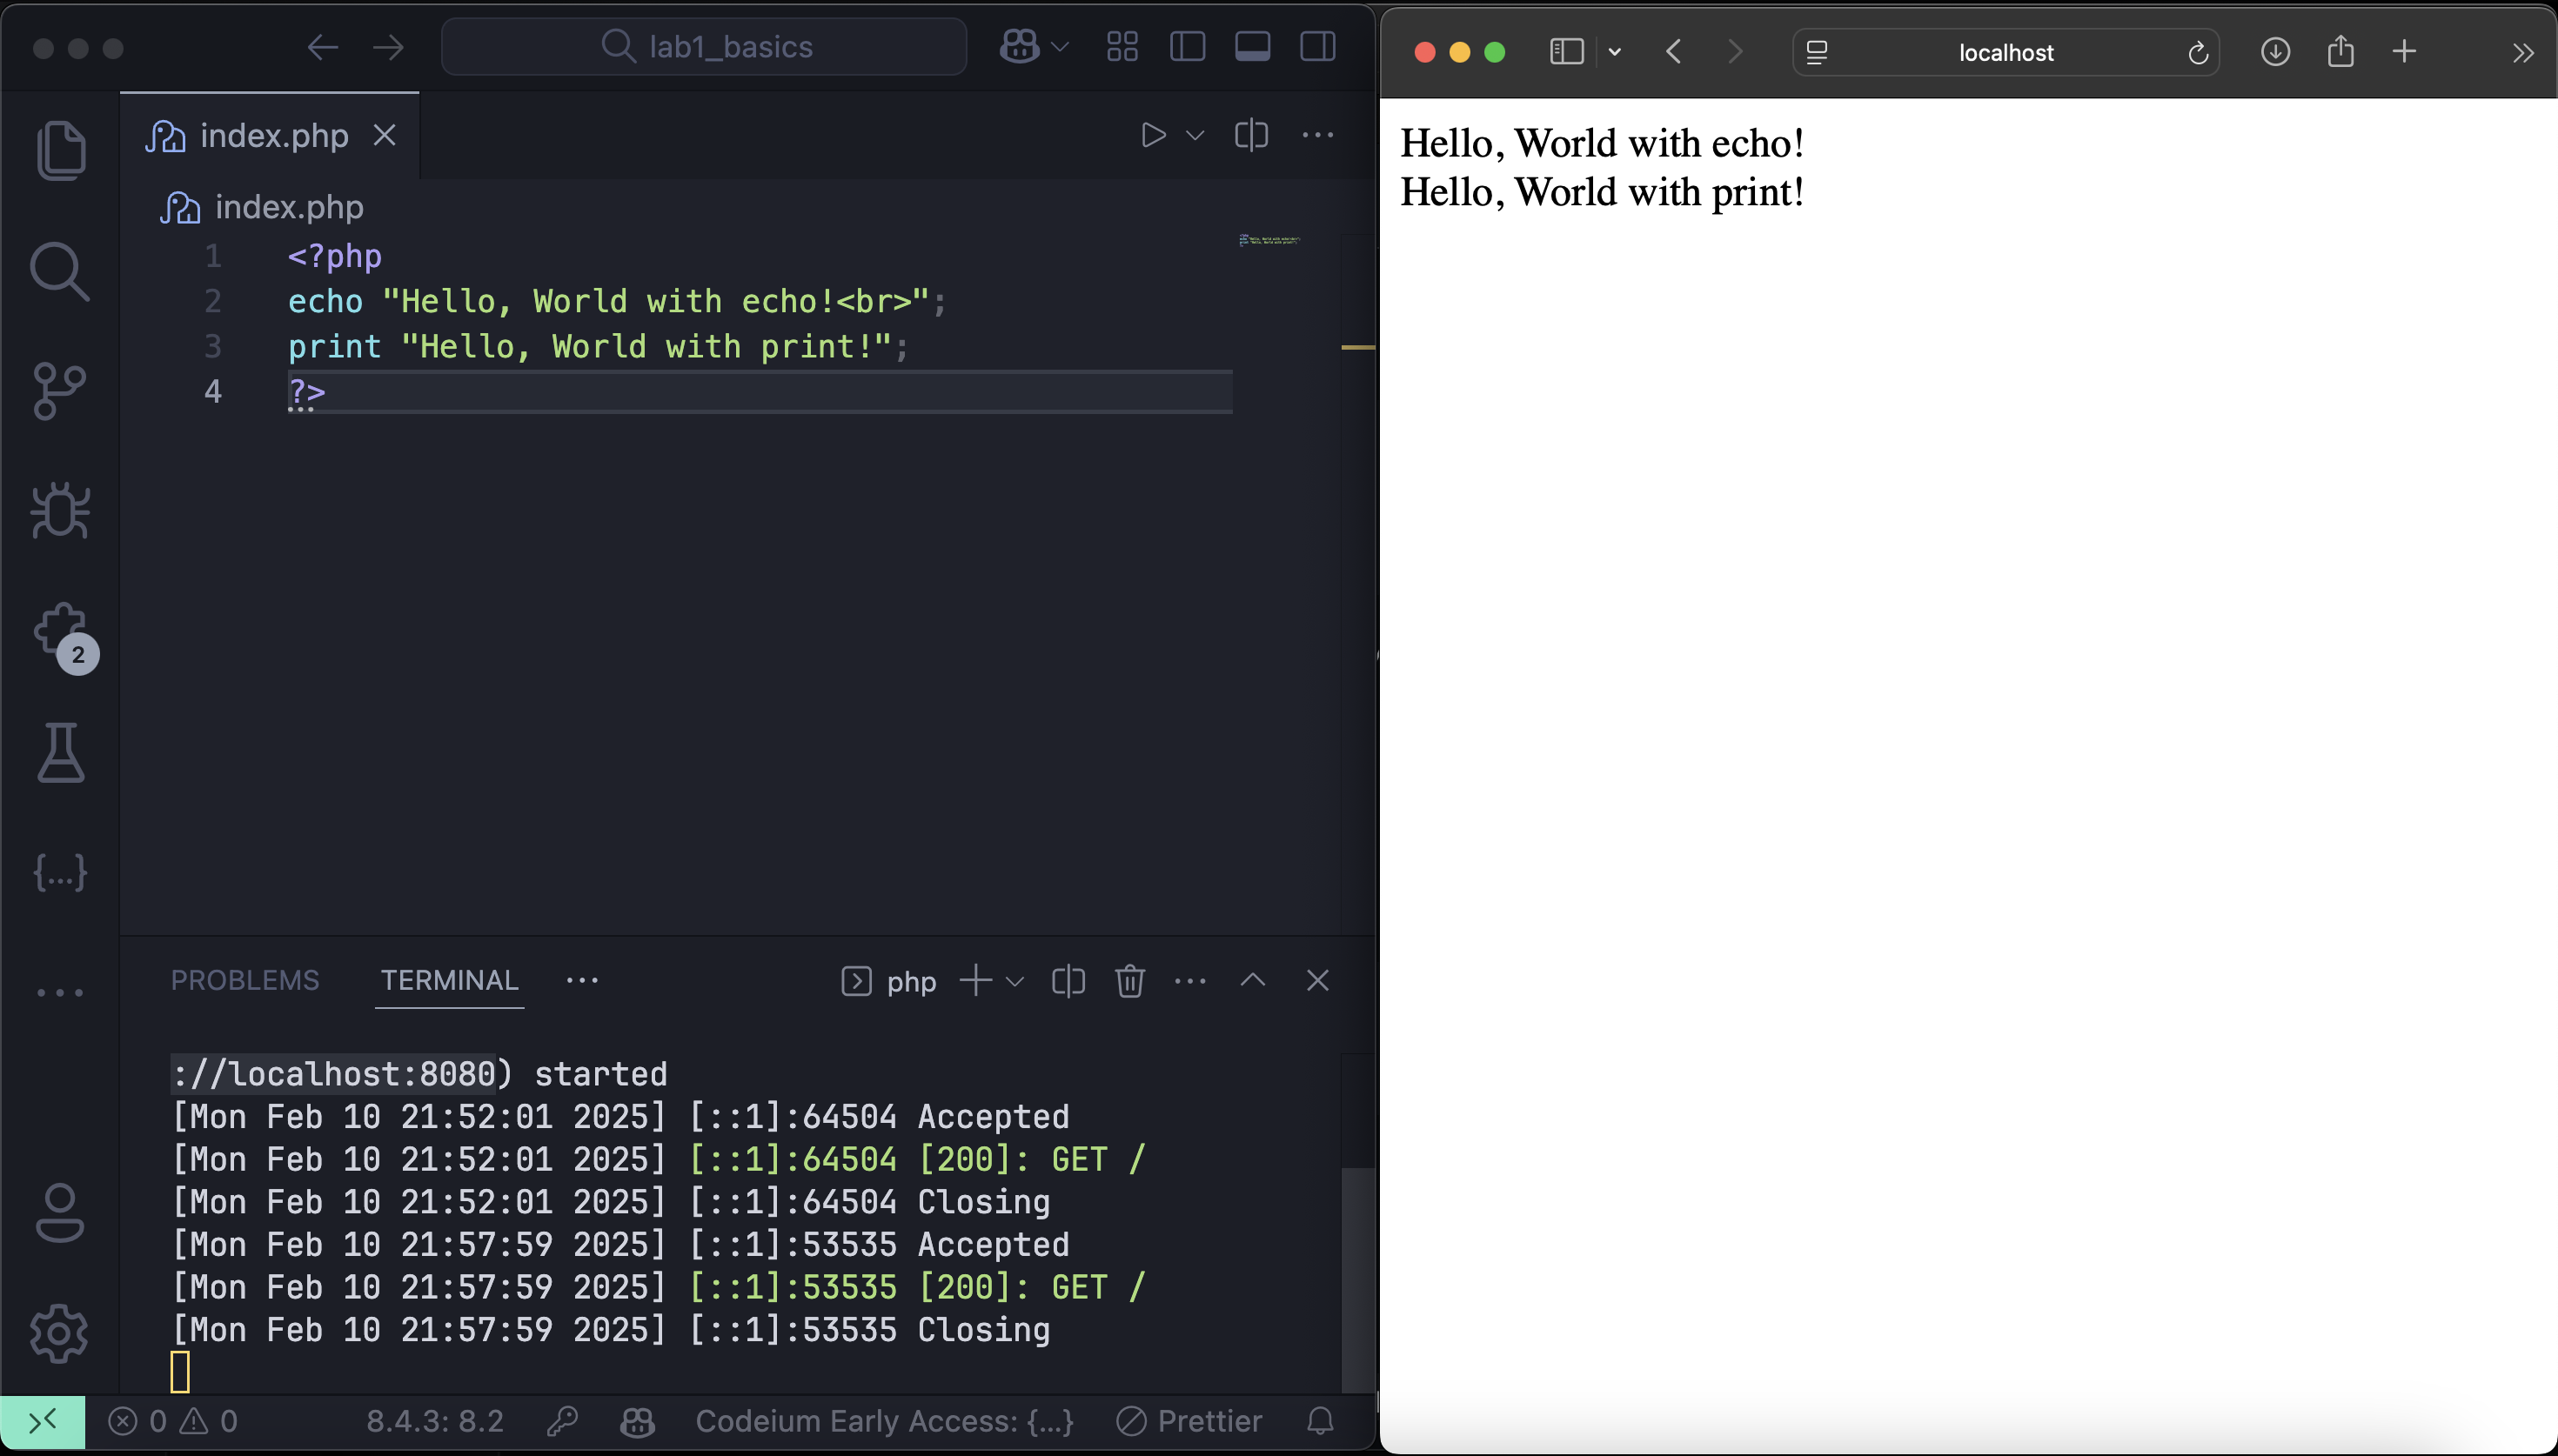 lab1_basics
index.php
index.php
1 <?php
2 echo "Hello, World with echo!<br>";
3 print "Hello, World with print!";
4 ?>
2
{...}
PROBLEMS TERMINAL
php
://localhost:8080) started
[Mon Feb 10 21:52:01 2025] [::1]:64504 Accepted
[Mon Feb 10 21:52:01 2025] [::1]:64504 [200]: GET /
[Mon Feb 10 21:52:01 2025] [::1]:64504 Closing
[Mon Feb 10 21:57:59 2025] [::1]:53535 Accepted
[Mon Feb 10 21:57:59 2025] [::1]:53535 [200]: GET /
[Mon Feb 10 21:57:59 2025] [::1]:53535 Closing
0 0 8.4.3: 8.2 Codeium Early Access: {...} Prettier
localhost
Hello, World with echo!
Hello, World with print!